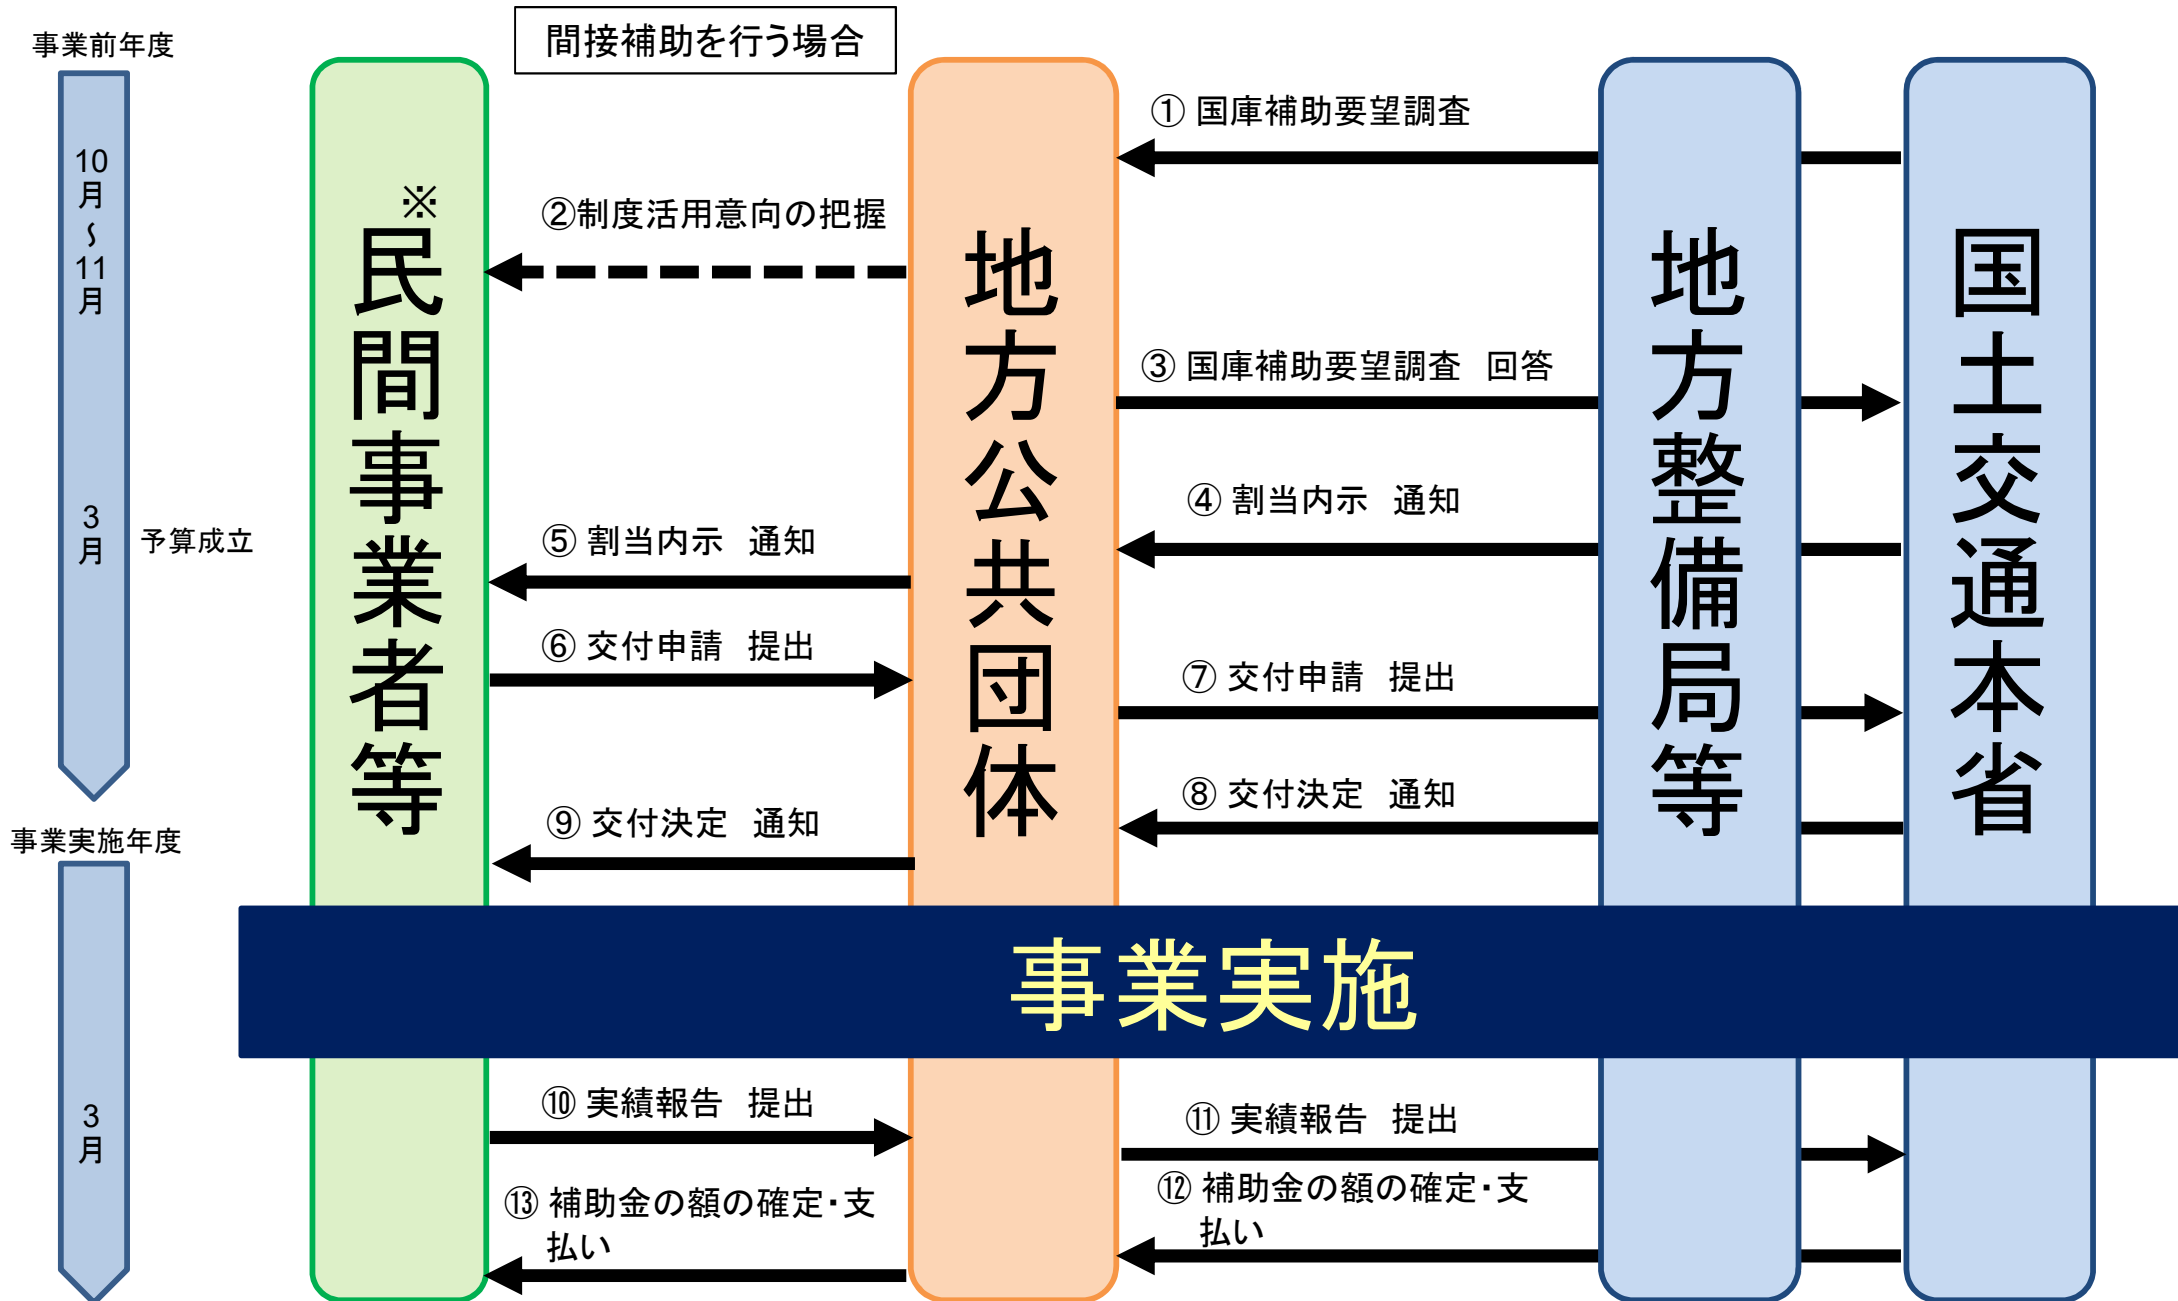 間接補助を行う場合
事業前年度
10
月
～
11
月
3
月
予算成立
事業実施年度
3
月
※
民間事業者等
地方公共団体
地方整備局等
国土交通本省
① 国庫補助要望調査
②制度活用意向の把握
③ 国庫補助要望調査　回答
④ 割当内示　通知
⑤ 割当内示　通知
⑥ 交付申請　提出
⑦ 交付申請　提出
⑧ 交付決定　通知
⑨ 交付決定　通知
事業実施
⑩ 実績報告　提出
⑪ 実績報告　提出
⑫ 補助金の額の確定・支
払い
⑬ 補助金の額の確定・支
払い